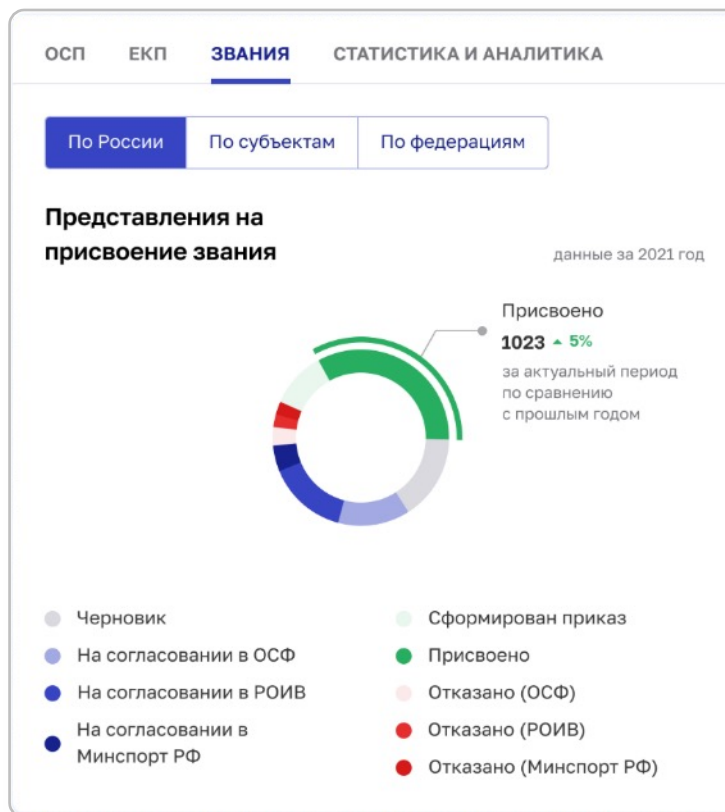 ОСП ЕКП ЗВАНИЯ СТАТИСТИКА И АНАЛИТИКА
По России По субъектам По федерациям
Представления на
присвоение звания
данные за 2021 год
Присвоено
1023 5%
за актуальный период
по сравнению
с прошлым годом
Черновик
На согласовании в ОСФ
На согласовании в РОИВ
На согласовании в
Минспорт РФ
Сформирован приказ
Присвоено
Отказано (ОСФ)
Отказано (РОИВ)
Отказано (Минспорт РФ)